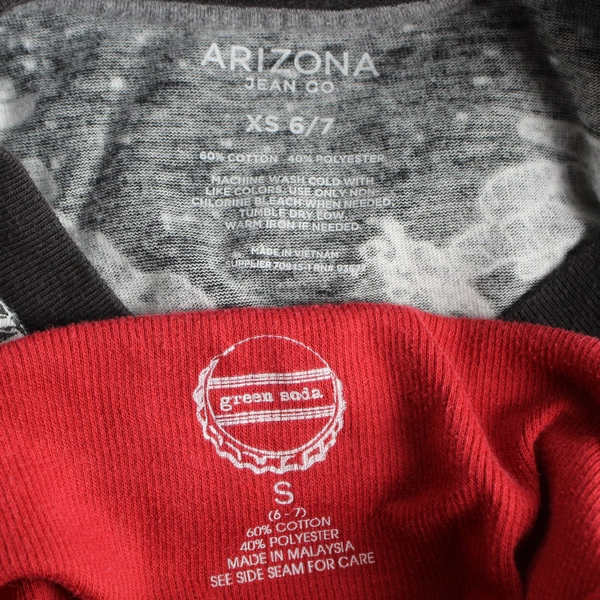 ARIZONA
JEAN CO
XS 6/7
60% COTTON 40% POLYESTER
MACHINE WASH COLD WITH
LIKE COLORS. USE ONLY NON-
CHLORINE BLEACH WHEN NEEDED.
TUMBLE DRY LOW.
WARM IRON IF NEEDED.
MADE IN VIETNAM
green soda
S
(6 - 7)
60% COTTON
40% POLYESTER
MADE IN MALAYSIA
SEE SIDE SEAM FOR CARE